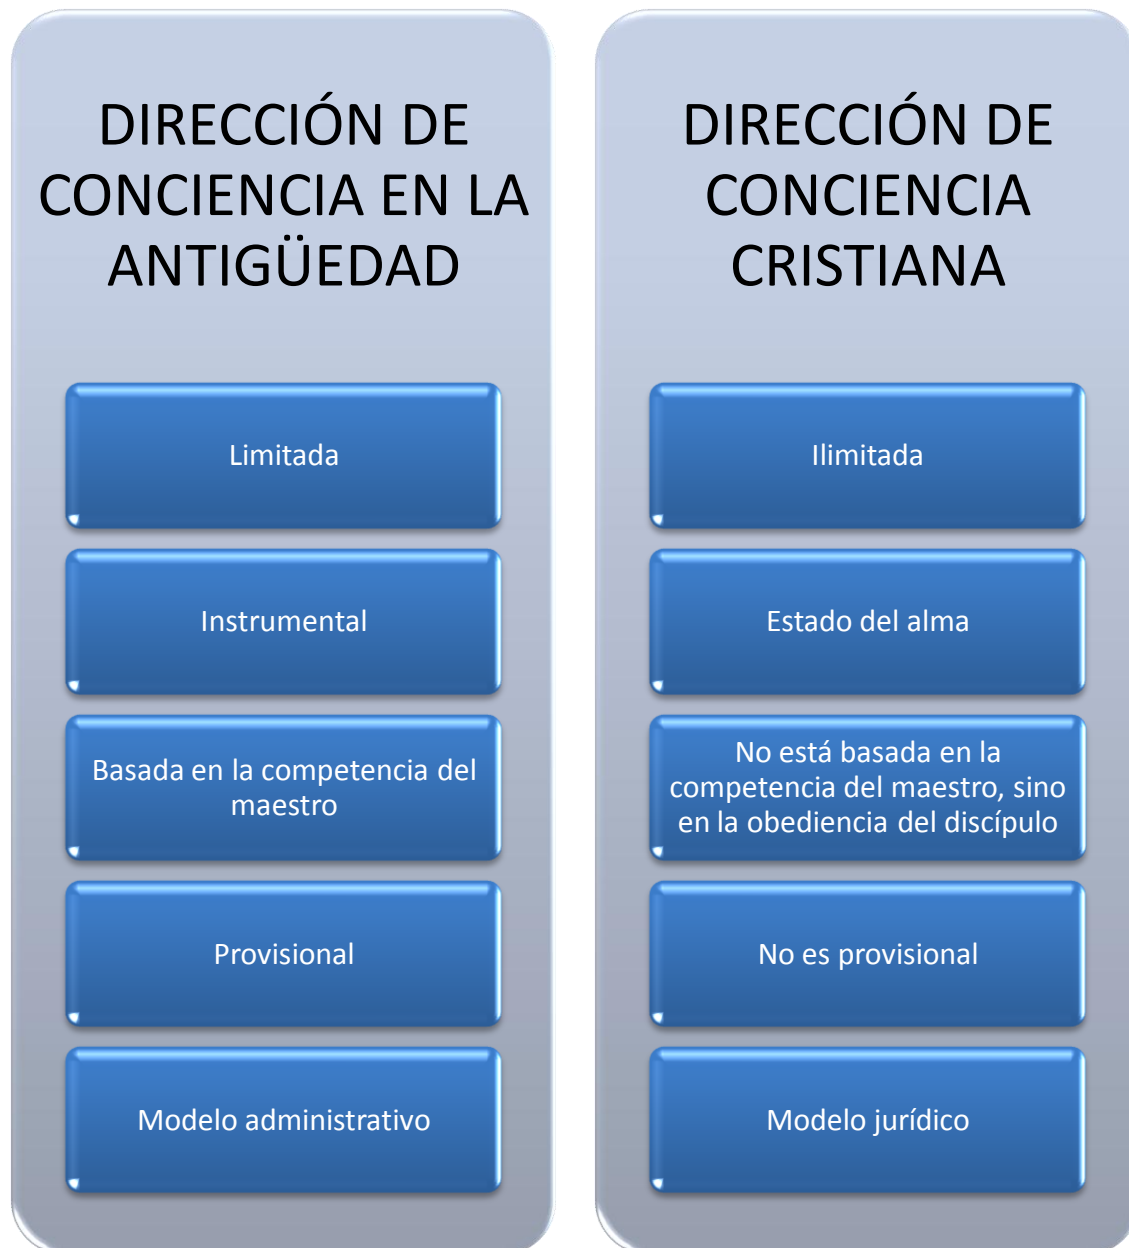 DIRECCIÓN DE
CONCIENCIA EN LA
ANTIGÜEDAD
Limitada
Instrumental
Basada en la competencia del
maestro
Provisional
Modelo administrativo
DIRECCIÓN DE
CONCIENCIA
CRISTIANA
Ilimitada
Estado del alma
No está basada en la
competencia del maestro, sino
en la obediencia del discípulo
No es provisional
Modelo jurídico